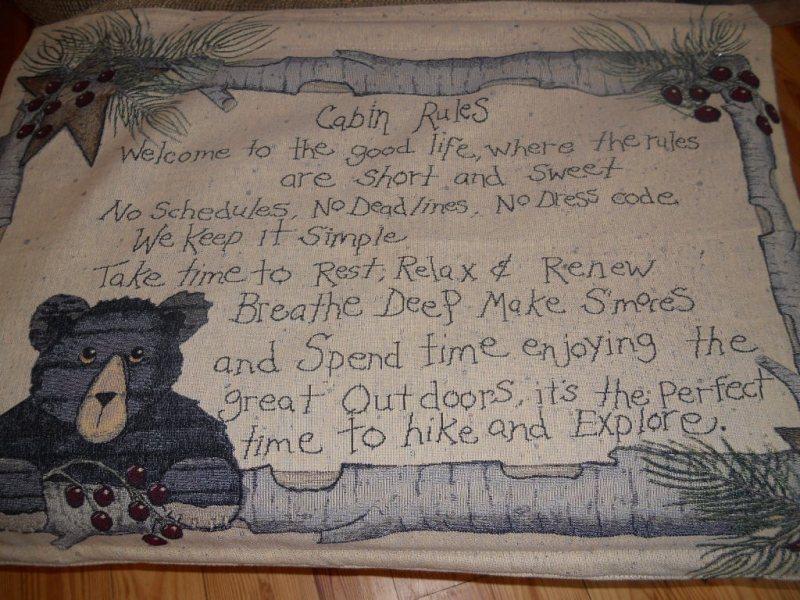 Cabin Rules
Welcome to the good life, where the rules
are short and Sweet
No Schedules, No Deadlines, No Dress code
We Keep it Simple
Take time to Rest, Relax & Renew
Breathe Deep Make S'mores
and Spend time enjoying the
great Outdoors, it's the Perfect
time to hike and Explore.